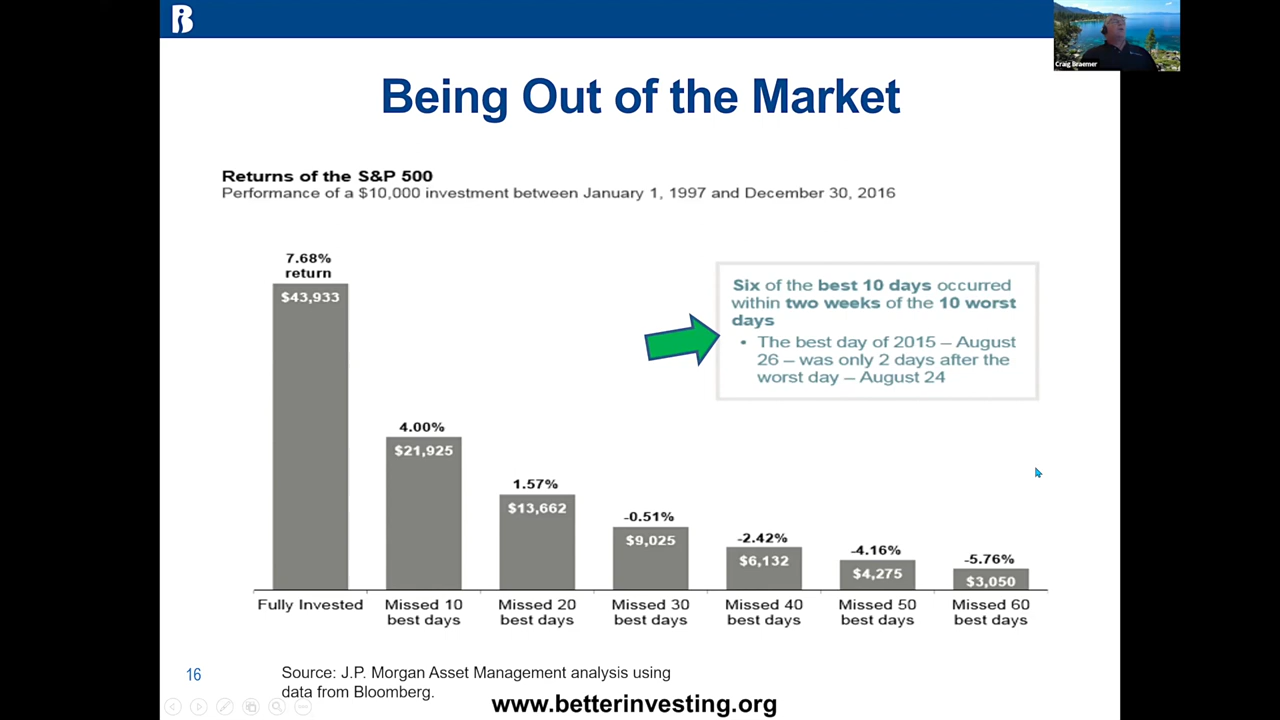 Craig Braemer
Being Out of the Market
Returns of the S&P 500
Performance of a $10,000 investment between January 1, 1997 and December 30, 2016
7.68%
return
$43,933
4.00%
$21,925
1.57%
$13,662
-0.51%
$9,025
-2.42%
$6,132
-4.16%
$4,275
-5.76%
$3,050
Six of the best 10 days occurred
within two weeks of the 10 worst
days
• The best day of 2015 – August
26 – was only 2 days after the
worst day – August 24
Fully Invested
Missed 10
best days
Missed 20
best days
Missed 30
best days
Missed 40
best days
Missed 50
best days
Missed 60
best days
16
Source: J.P. Morgan Asset Management analysis using
data from Bloomberg.
www.betterinvesting.org